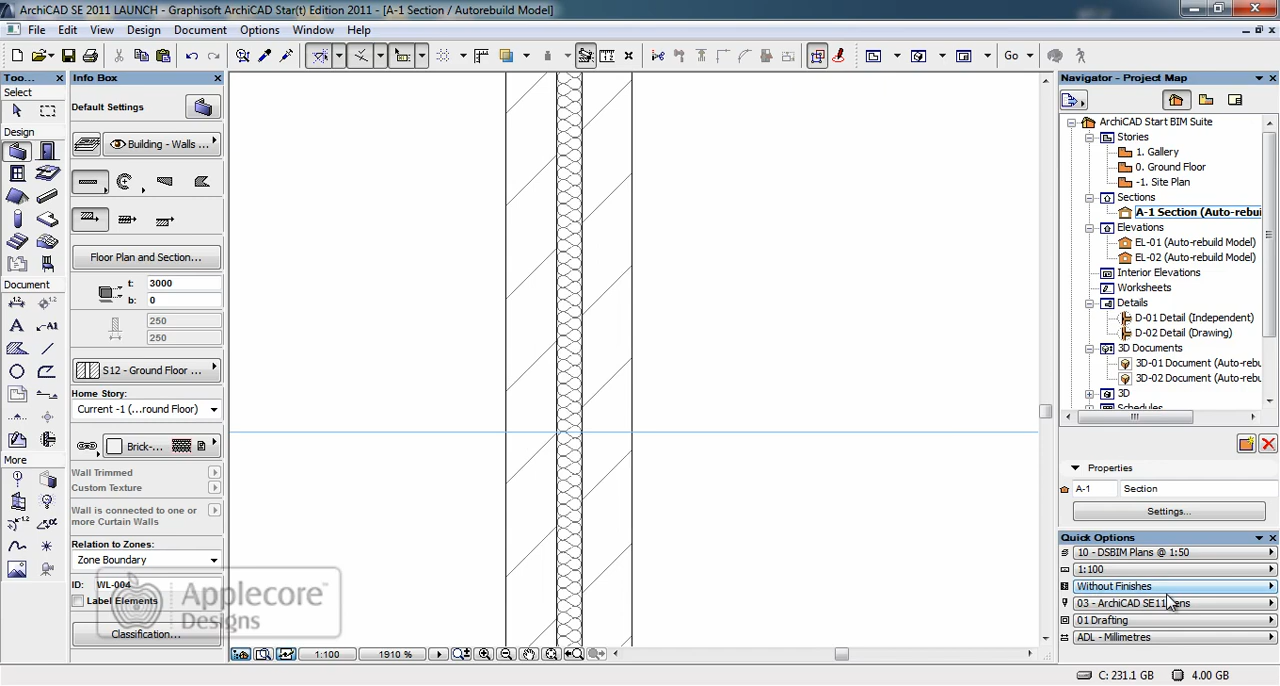 ArchiCAD SE 2011 LAUNCH - Graphisoft ArchiCAD Star(t) Edition 2011 - [A-1 Section / Autorebuild Model]
File Edit View Design Document Options Window Help
Go
Too...
Select
Design
Document
More
Info Box
Default Settings
Building - Walls ...
Floor Plan and Section...
t: 3000
b: 0
250
250
S12 - Ground Floor ...
Home Story:
Current -1 (...round Floor)
Brick-...
Wall Trimmed
Custom Texture
Wall is connected to one or
more Curtain Walls
Relation to Zones:
Zone Boundary
ID: WL-004
Label Elements
Classification...
Applecore™
Designs
1:100
1910 %
Navigator - Project Map
ArchiCAD Start BIM Suite
Stories
1. Gallery
0. Ground Floor
-1. Site Plan
Sections
A-1 Section (Auto-rebui
Elevations
EL-01 (Auto-rebuild Model)
EL-02 (Auto-rebuild Model)
Interior Elevations
Worksheets
Details
D-01 Detail (Independent)
D-02 Detail (Drawing)
3D Documents
3D-01 Document (Auto-rebu
3D-02 Document (Auto-rebu
3D
Schedules
Properties
A-1 Section
Settings...
Quick Options
10 - DSBIM Plans @ 1:50
1:100
Without Finishes
03 - ArchiCAD SE11 ens
01 Drafting
ADL - Millimetres
C: 231.1 GB 4.00 GB